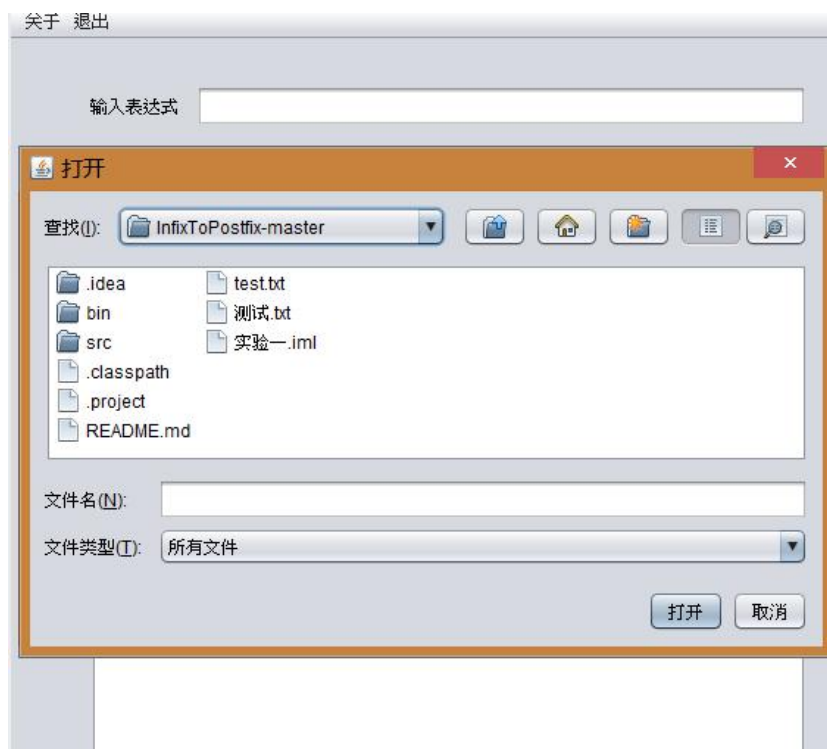 关于 退出
输入表达式
打开
查找(I): InfixToPostfix-master
.idea test.txt
bin 测试.txt
src 实验一.iml
.classpath
.project
README.md
文件名(N):
文件类型(T): 所有文件
打开 取消